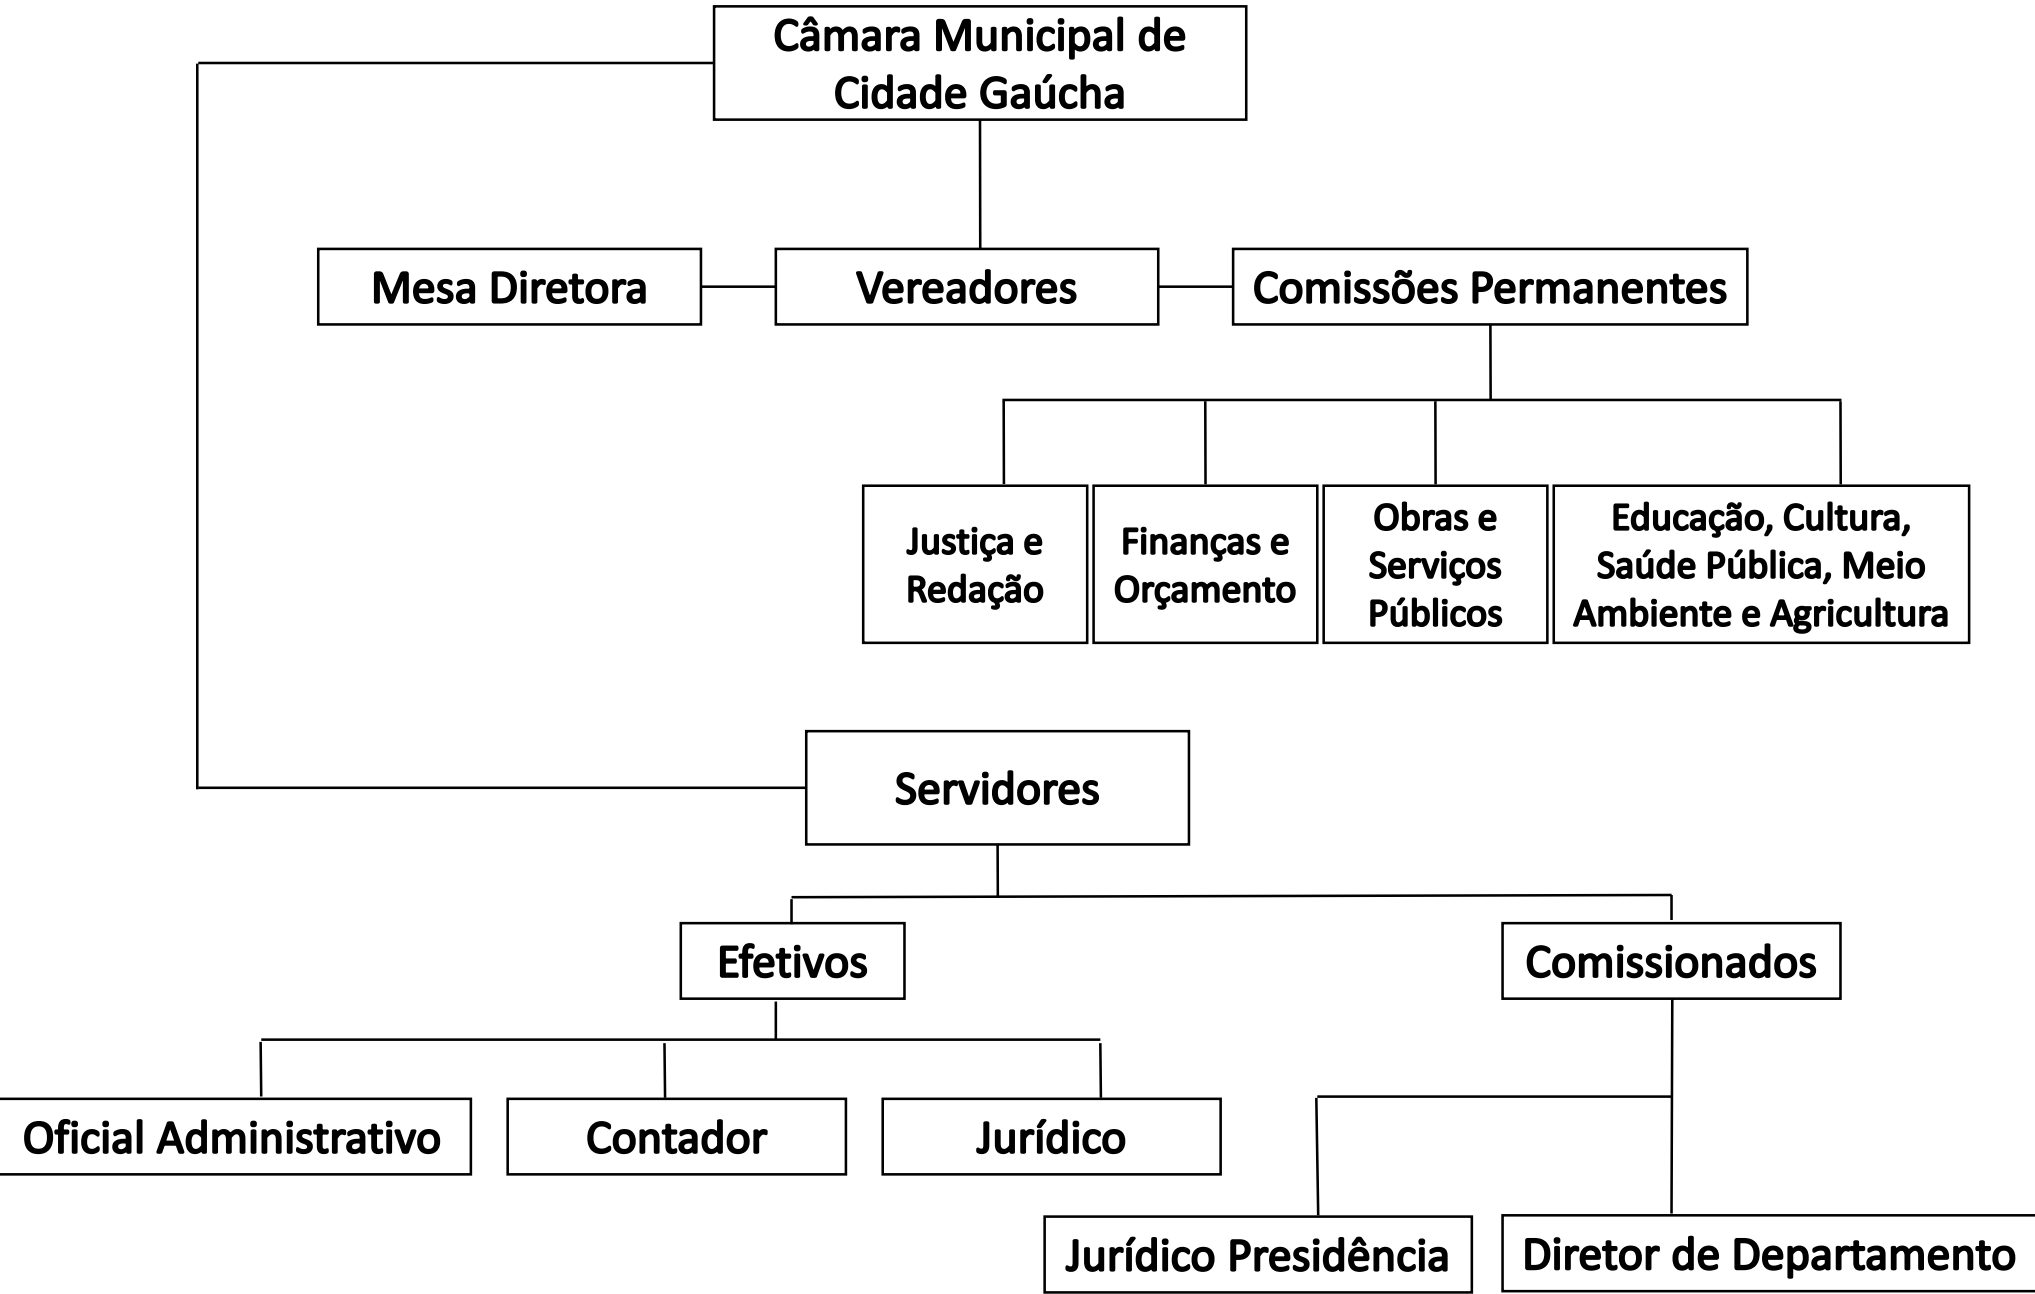 Câmara Municipal de
Cidade Gaúcha
Mesa Diretora
Vereadores
Comissões Permanentes
Justiça e
Redação
Finanças e
Orçamento
Obras e
Serviços
Públicos
Educação, Cultura,
Saúde Pública, Meio
Ambiente e Agricultura
Servidores
Efetivos
Comissionados
Oficial Administrativo
Contador
Jurídico
Jurídico Presidência
Diretor de Departamento